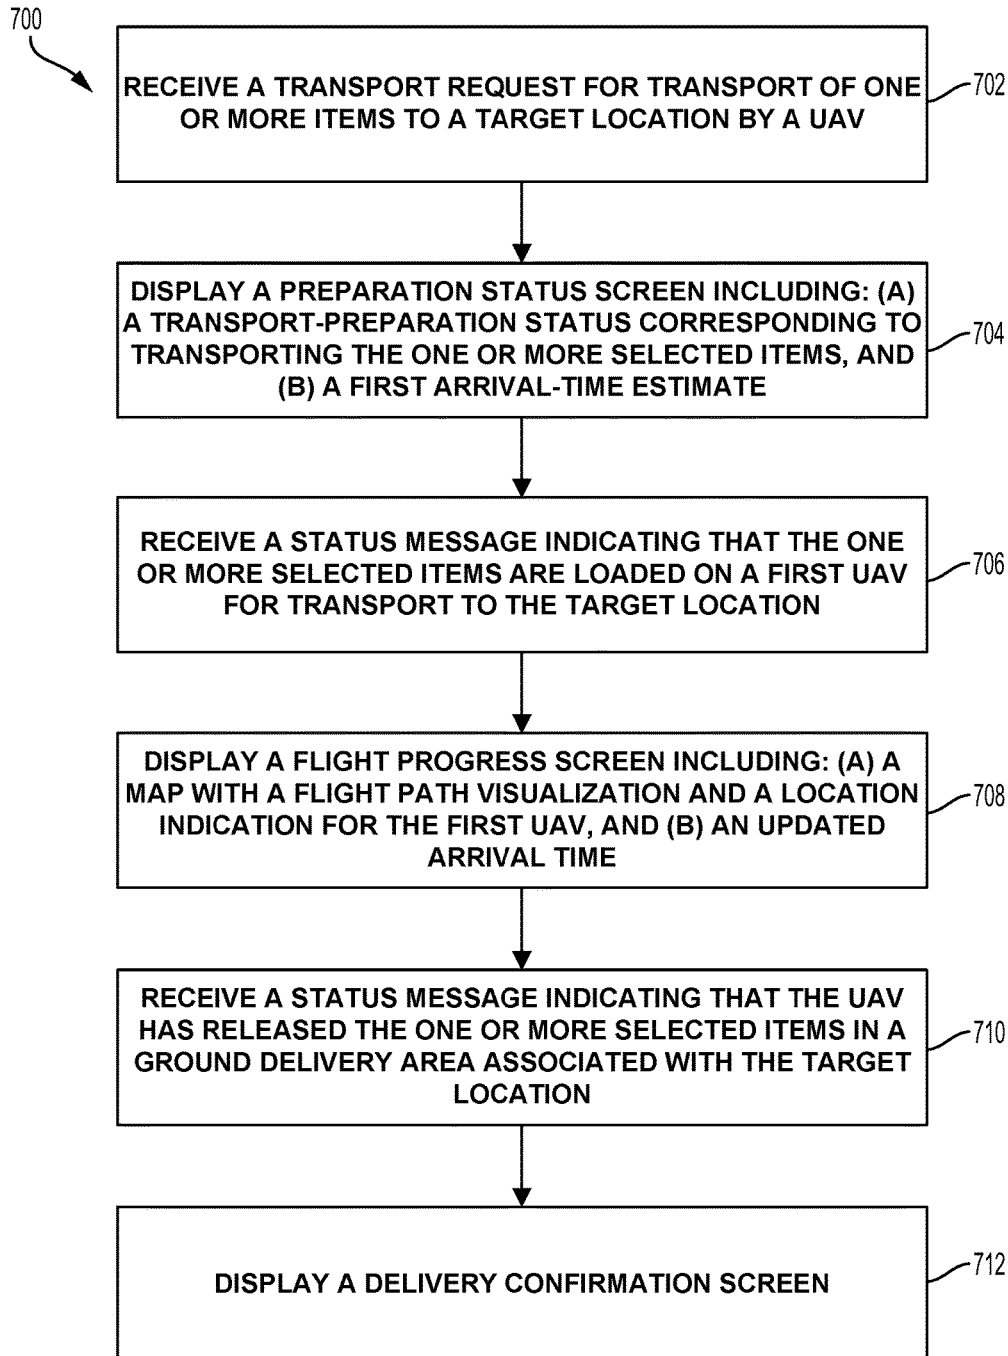 700
RECEIVE A TRANSPORT REQUEST FOR TRANSPORT OF ONE
OR MORE ITEMS TO A TARGET LOCATION BY A UAV
702
DISPLAY A PREPARATION STATUS SCREEN INCLUDING: (A)
A TRANSPORT-PREPARATION STATUS CORRESPONDING TO
TRANSPORTING THE ONE OR MORE SELECTED ITEMS, AND
(B) A FIRST ARRIVAL-TIME ESTIMATE
704
RECEIVE A STATUS MESSAGE INDICATING THAT THE ONE
OR MORE SELECTED ITEMS ARE LOADED ON A FIRST UAV
FOR TRANSPORT TO THE TARGET LOCATION
706
DISPLAY A FLIGHT PROGRESS SCREEN INCLUDING: (A) A
MAP WITH A FLIGHT PATH VISUALIZATION AND A LOCATION
INDICATION FOR THE FIRST UAV, AND (B) AN UPDATED
ARRIVAL TIME
708
RECEIVE A STATUS MESSAGE INDICATING THAT THE UAV
HAS RELEASED THE ONE OR MORE SELECTED ITEMS IN A
GROUND DELIVERY AREA ASSOCIATED WITH THE TARGET
LOCATION
710
DISPLAY A DELIVERY CONFIRMATION SCREEN
712